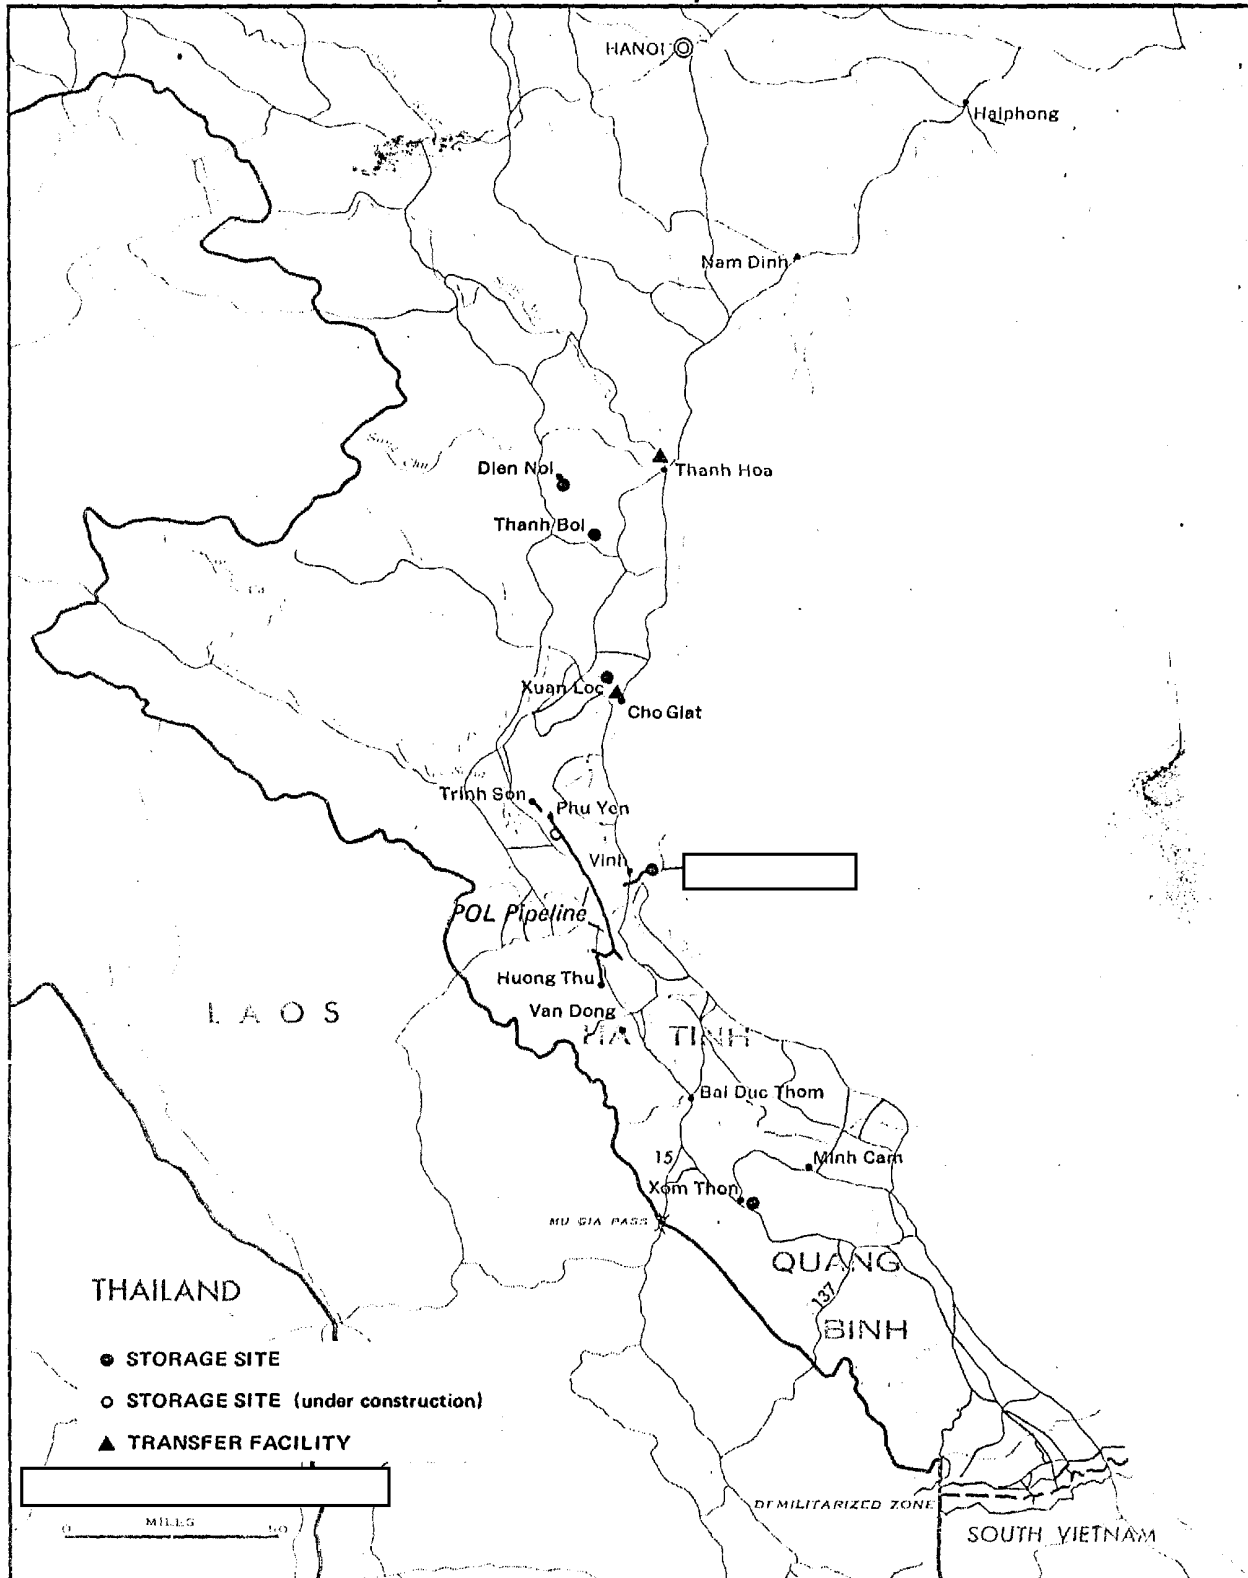 HANOI
Haiphong
Nam Dinh
Song Chu
Dien Noi
Thanh Hoa
Thanh Boi
Xuan Loc
Cho Giat
Trinh Son
Phu Yen
Vinh
POL Pipeline
Huong Thu
LAOS
Van Dong
HA TINH
Bai Duc Thom
15
Minh Cam
Xom Thon
MU GIA PASS
QUANG
THAILAND
137
BINH
STORAGE SITE
STORAGE SITE (under construction)
TRANSFER FACILITY
DEMILITARIZED ZONE
0 MILES 50
SOUTH VIETNAM